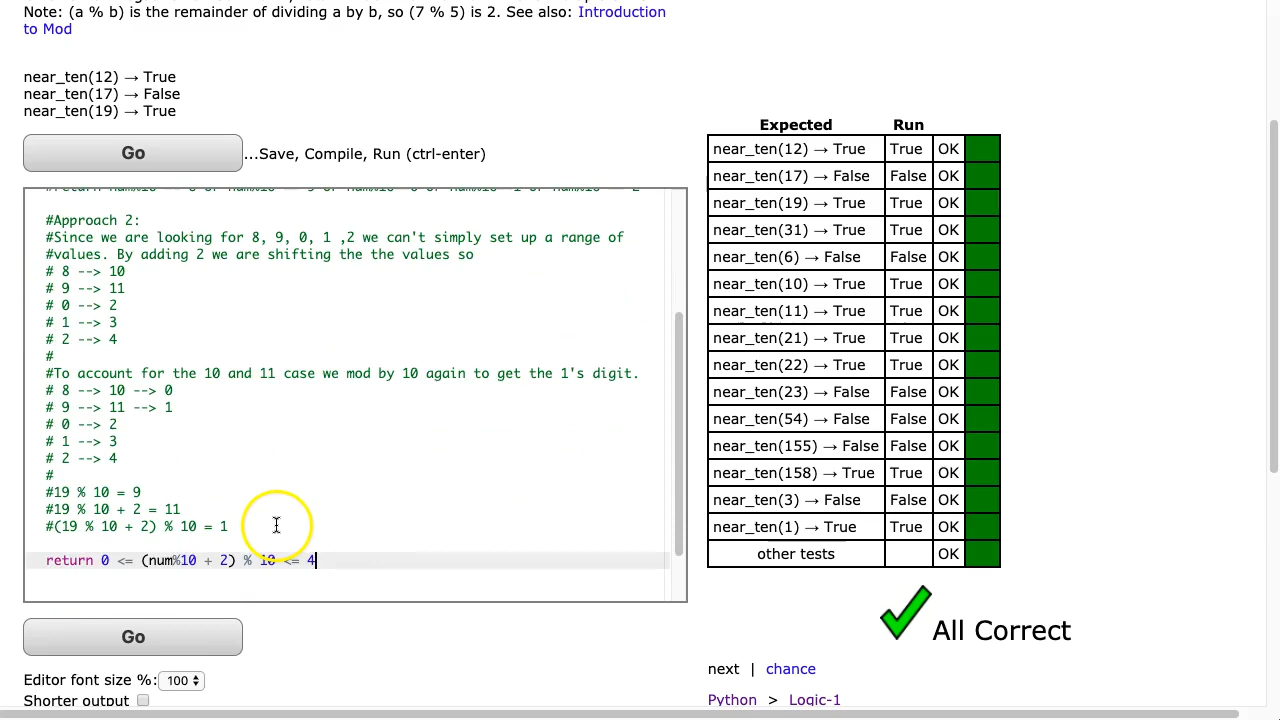 Note: (a % b) is the remainder of dividing a by b, so (7 % 5) is 2. See also: Introduction
to Mod
near_ten(12) → True
near_ten(17) → False
near_ten(19) → True
Go
...Save, Compile, Run (ctrl-enter)
#Approach 2:
#Since we are looking for 8, 9, 0, 1 ,2 we can't simply set up a range of
#values. By adding 2 we are shifting the the values so
# 8 --> 10
# 9 --> 11
# 0 --> 2
# 1 --> 3
# 2 --> 4
#
#To account for the 10 and 11 case we mod by 10 again to get the 1's digit.
# 8 --> 10 --> 0
# 9 --> 11 --> 1
# 0 --> 2
# 1 --> 3
# 2 --> 4
#
#19 % 10 = 9
#19 % 10 + 2 = 11
#(19 % 10 + 2) % 10 = 1
return 0 <= (num%10 + 2) % 10 <= 4
Go
Editor font size %: 100
Shorter output
Expected Run
near_ten(12) → True True OK
near_ten(17) → False False OK
near_ten(19) → True True OK
near_ten(31) → True True OK
near_ten(6) → False False OK
near_ten(10) → True True OK
near_ten(11) → True True OK
near_ten(21) → True True OK
near_ten(22) → True True OK
near_ten(23) → False False OK
near_ten(54) → False False OK
near_ten(155) → False False OK
near_ten(158) → True True OK
near_ten(3) → False False OK
near_ten(1) → True True OK
other tests OK
All Correct
next | chance
Python > Logic-1